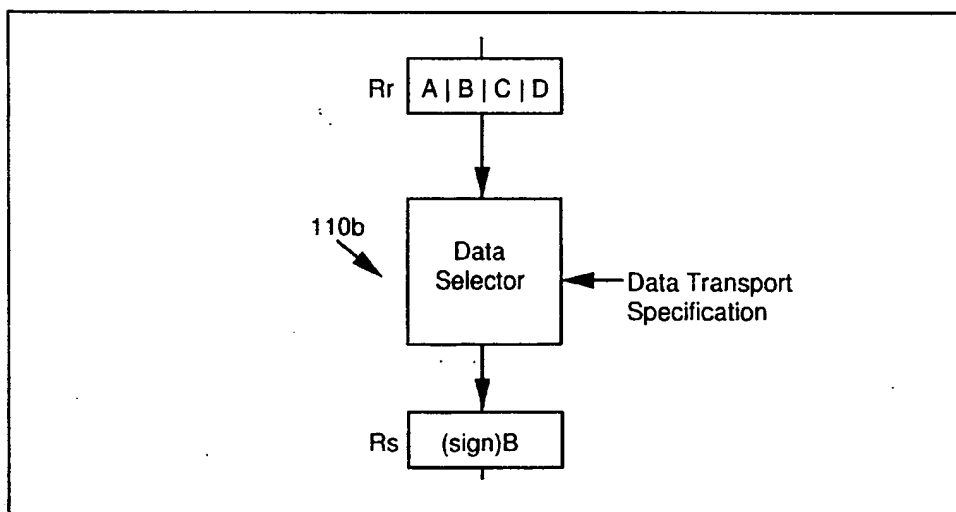 Rr A | B | C | D
110b
Data
Selector
Data Transport
Specification
Rs (sign)B